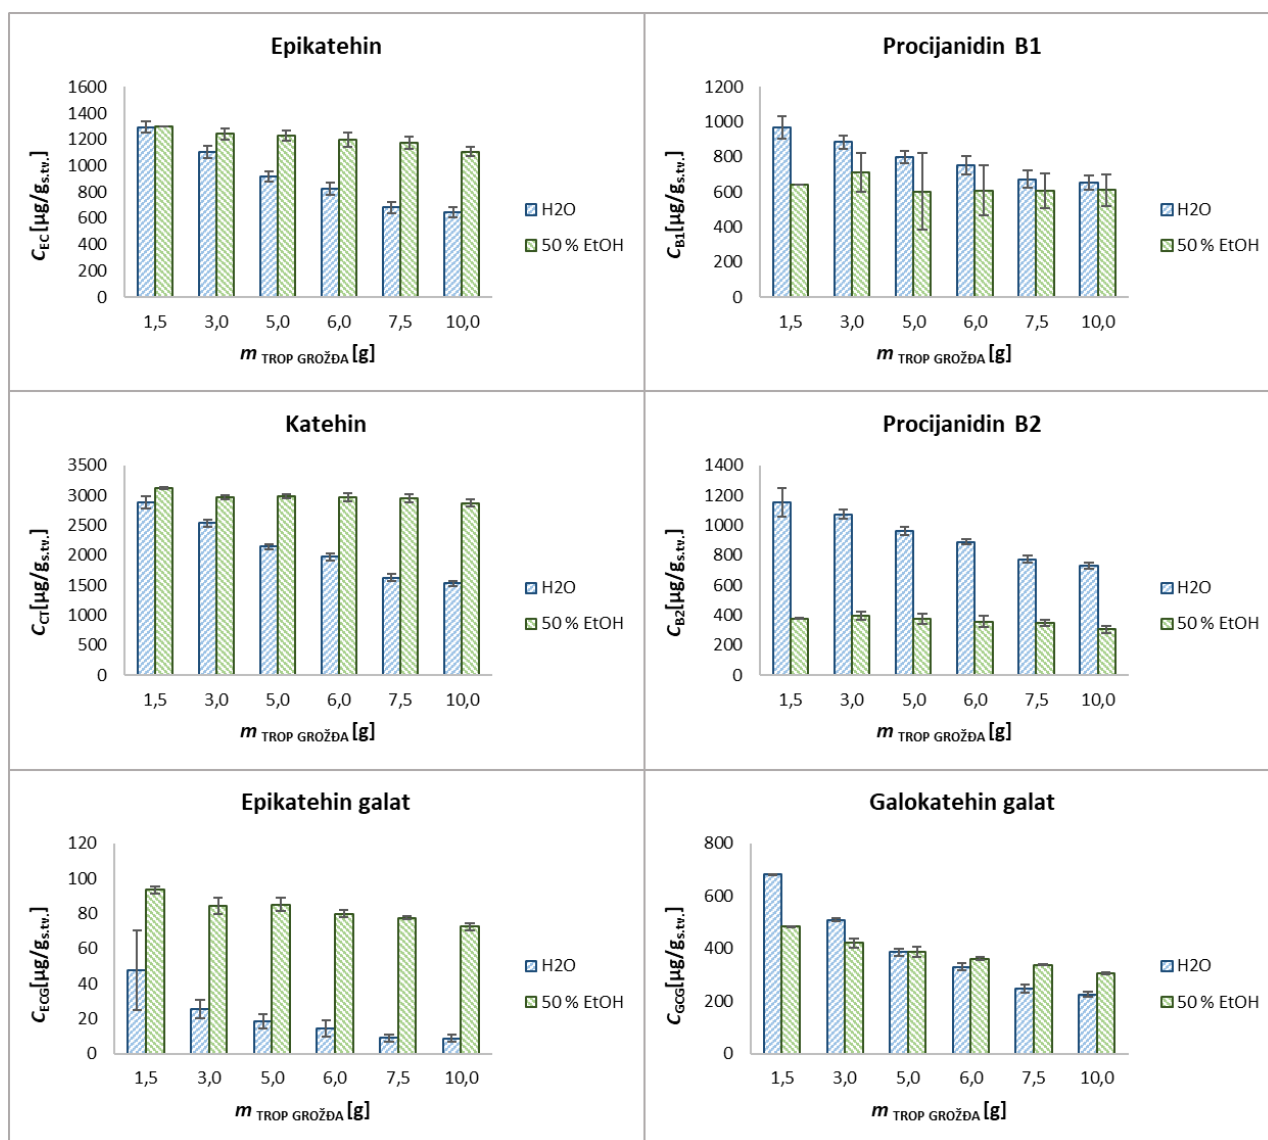 Epikatehin
1600
1400
1200
1000
800
600
400
200
0
C_EC [µg/g_s.tv.]
1,5 3,0 5,0 6,0 7,5 10,0
m TROP GROŽĐA [g]
H2O
50 % EtOH
Procijanidin B1
1200
1000
800
600
400
200
0
C_B1 [µg/g_s.tv.]
1,5 3,0 5,0 6,0 7,5 10,0
m TROP GROŽĐA [g]
H2O
50 % EtOH
Katehin
3500
3000
2500
2000
1500
1000
500
0
C_CT [µg/g_s.tv.]
1,5 3,0 5,0 6,0 7,5 10,0
m TROP GROŽĐA [g]
H2O
50 % EtOH
Procijanidin B2
1400
1200
1000
800
600
400
200
0
C_B2 [µg/g_s.tv.]
1,5 3,0 5,0 6,0 7,5 10,0
m TROP GROŽĐA [g]
H2O
50 % EtOH
Epikatehin galat
120
100
80
60
40
20
0
C_ECG [µg/g_s.tv.]
1,5 3,0 5,0 6,0 7,5 10,0
m TROP GROŽĐA [g]
H2O
50 % EtOH
Galokatehin galat
800
600
400
200
0
C_GCG [µg/g_s.tv.]
1,5 3,0 5,0 6,0 7,5 10,0
m TROP GROŽĐA [g]
H2O
50 % EtOH